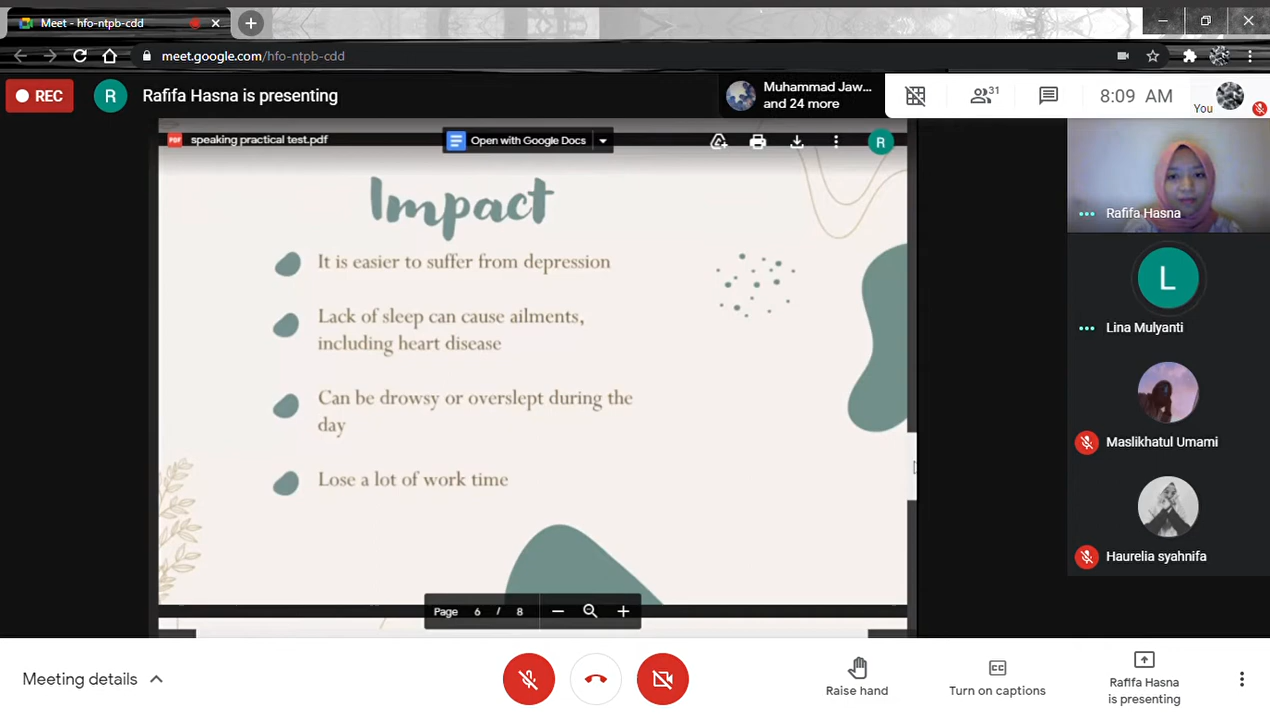 Meet - hfo-ntpb-cdd
meet.google.com/hfo-ntpb-cdd
REC
R
Rafifa Hasna is presenting
Muhammad Jaw...
and 24 more
31
8:09 AM
You
PDF
speaking practical test.pdf
Open with Google Docs
R
Impact
It is easier to suffer from depression
Lack of sleep can cause ailments,
including heart disease
Can be drowsy or overslept during the
day
Lose a lot of work time
Page 6 / 8
Rafifa Hasna
L
Lina Mulyanti
Maslikhatul Umami
Haurelia syahnifa
Meeting details
Raise hand
CC
Turn on captions
Rafifa Hasna
is presenting